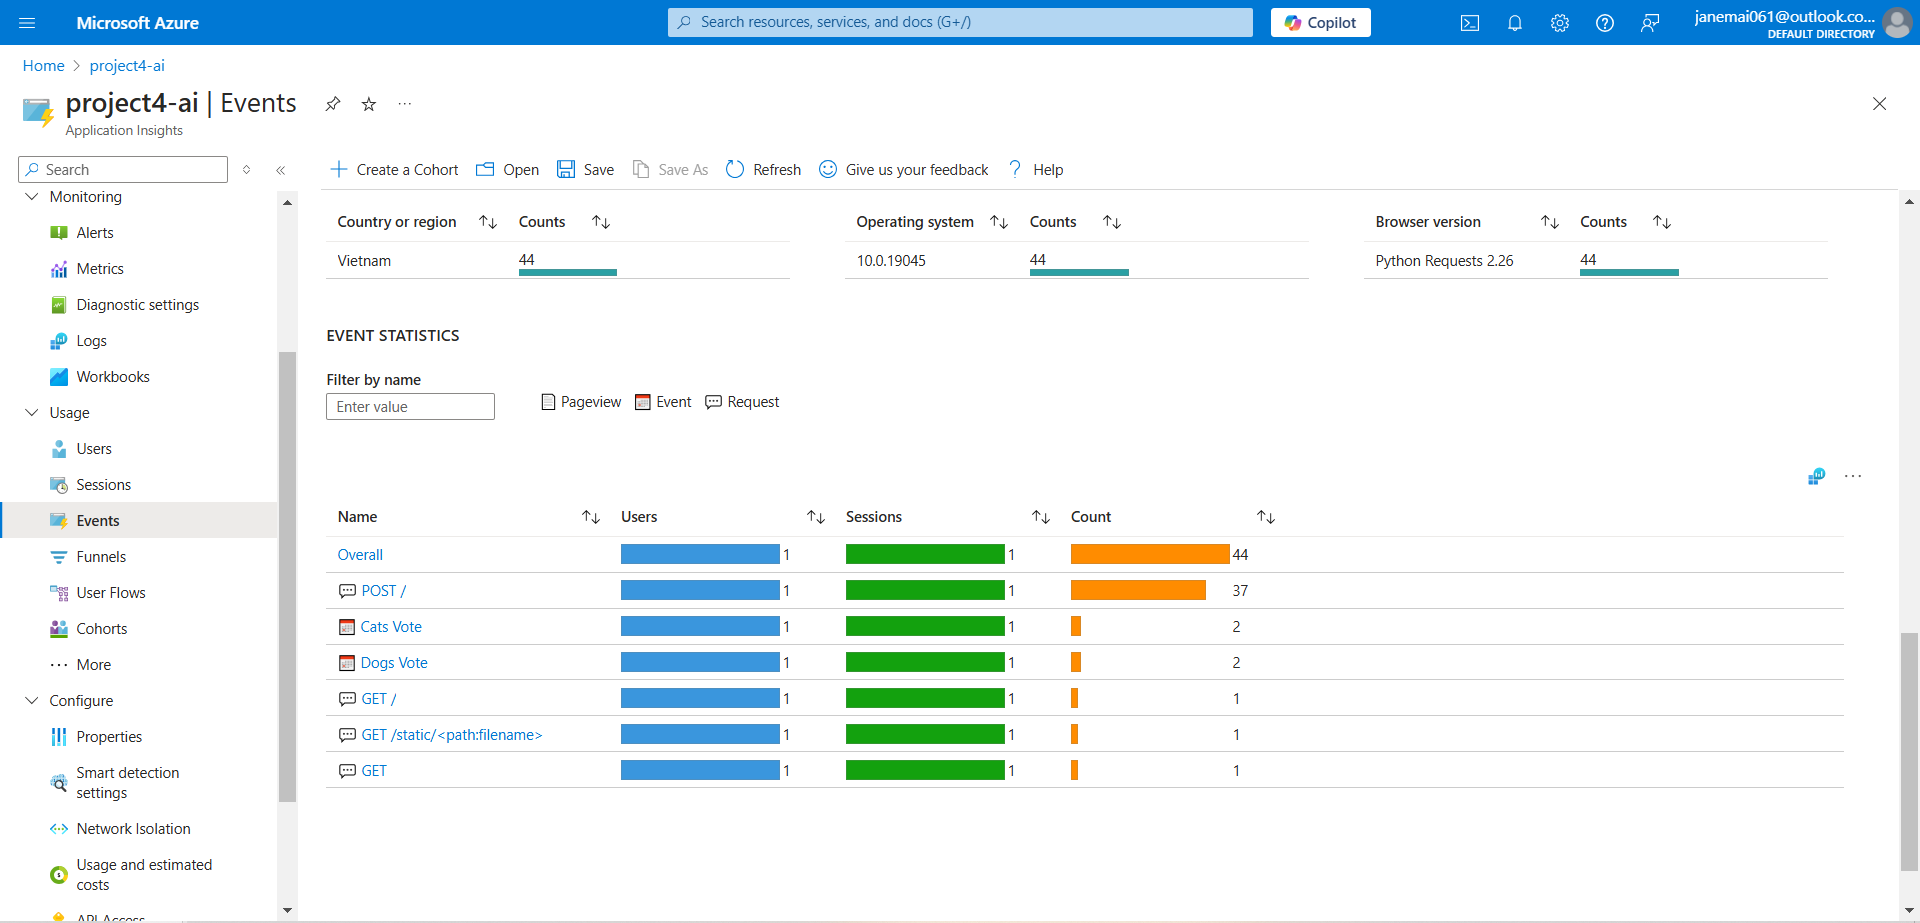 Microsoft Azure
Search resources, services, and docs (G+/)
Copilot
janemai061@outlook.co...
DEFAULT DIRECTORY
Home > project4-ai
project4-ai | Events
Application Insights
Search
Create a Cohort
Open
Save
Save As
Refresh
Give us your feedback
Help
Monitoring
Alerts
Metrics
Diagnostic settings
Logs
Workbooks
Usage
Users
Sessions
Events
Funnels
User Flows
Cohorts
More
Configure
Properties
Smart detection
settings
Network Isolation
Usage and estimated
costs
API Access
Country or region Counts
Vietnam 44
Operating system Counts
10.0.19045 44
Browser version Counts
Python Requests 2.26 44
EVENT STATISTICS
Filter by name
Enter value
Pageview Event Request
Name Users Sessions Count
Overall 1 1 44
POST / 1 1 37
Cats Vote 1 1 2
Dogs Vote 1 1 2
GET / 1 1 1
GET /static/<path:filename> 1 1 1
GET 1 1 1